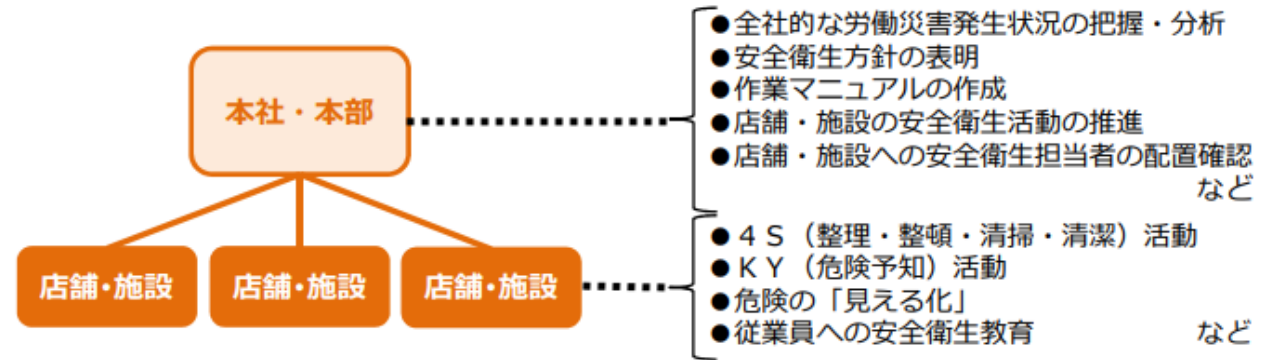 本社・本部
●全社的な労働災害発生状況の把握・分析
●安全衛生方針の表明
●作業マニュアルの作成
●店舗・施設の安全衛生活動の推進
●店舗・施設への安全衛生担当者の配置確認
など
店舗・施設
店舗・施設
店舗・施設
●４Ｓ（整理・整頓・清掃・清潔）活動
●ＫＹ（危険予知）活動
●危険の「見える化」
●従業員への安全衛生教育 など